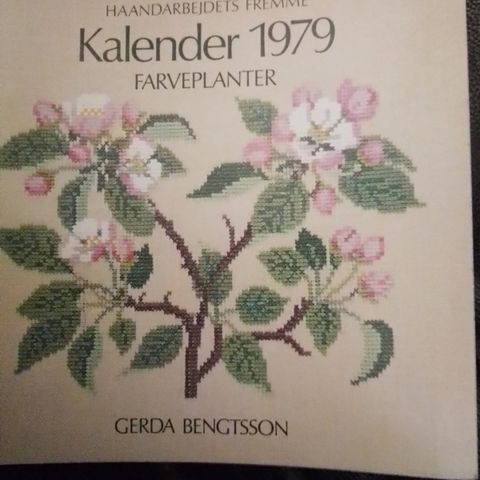 HAANDARBEJDETS FREMME
Kalender 1979
FARVEPLANTER
GERDA BENGTSSON